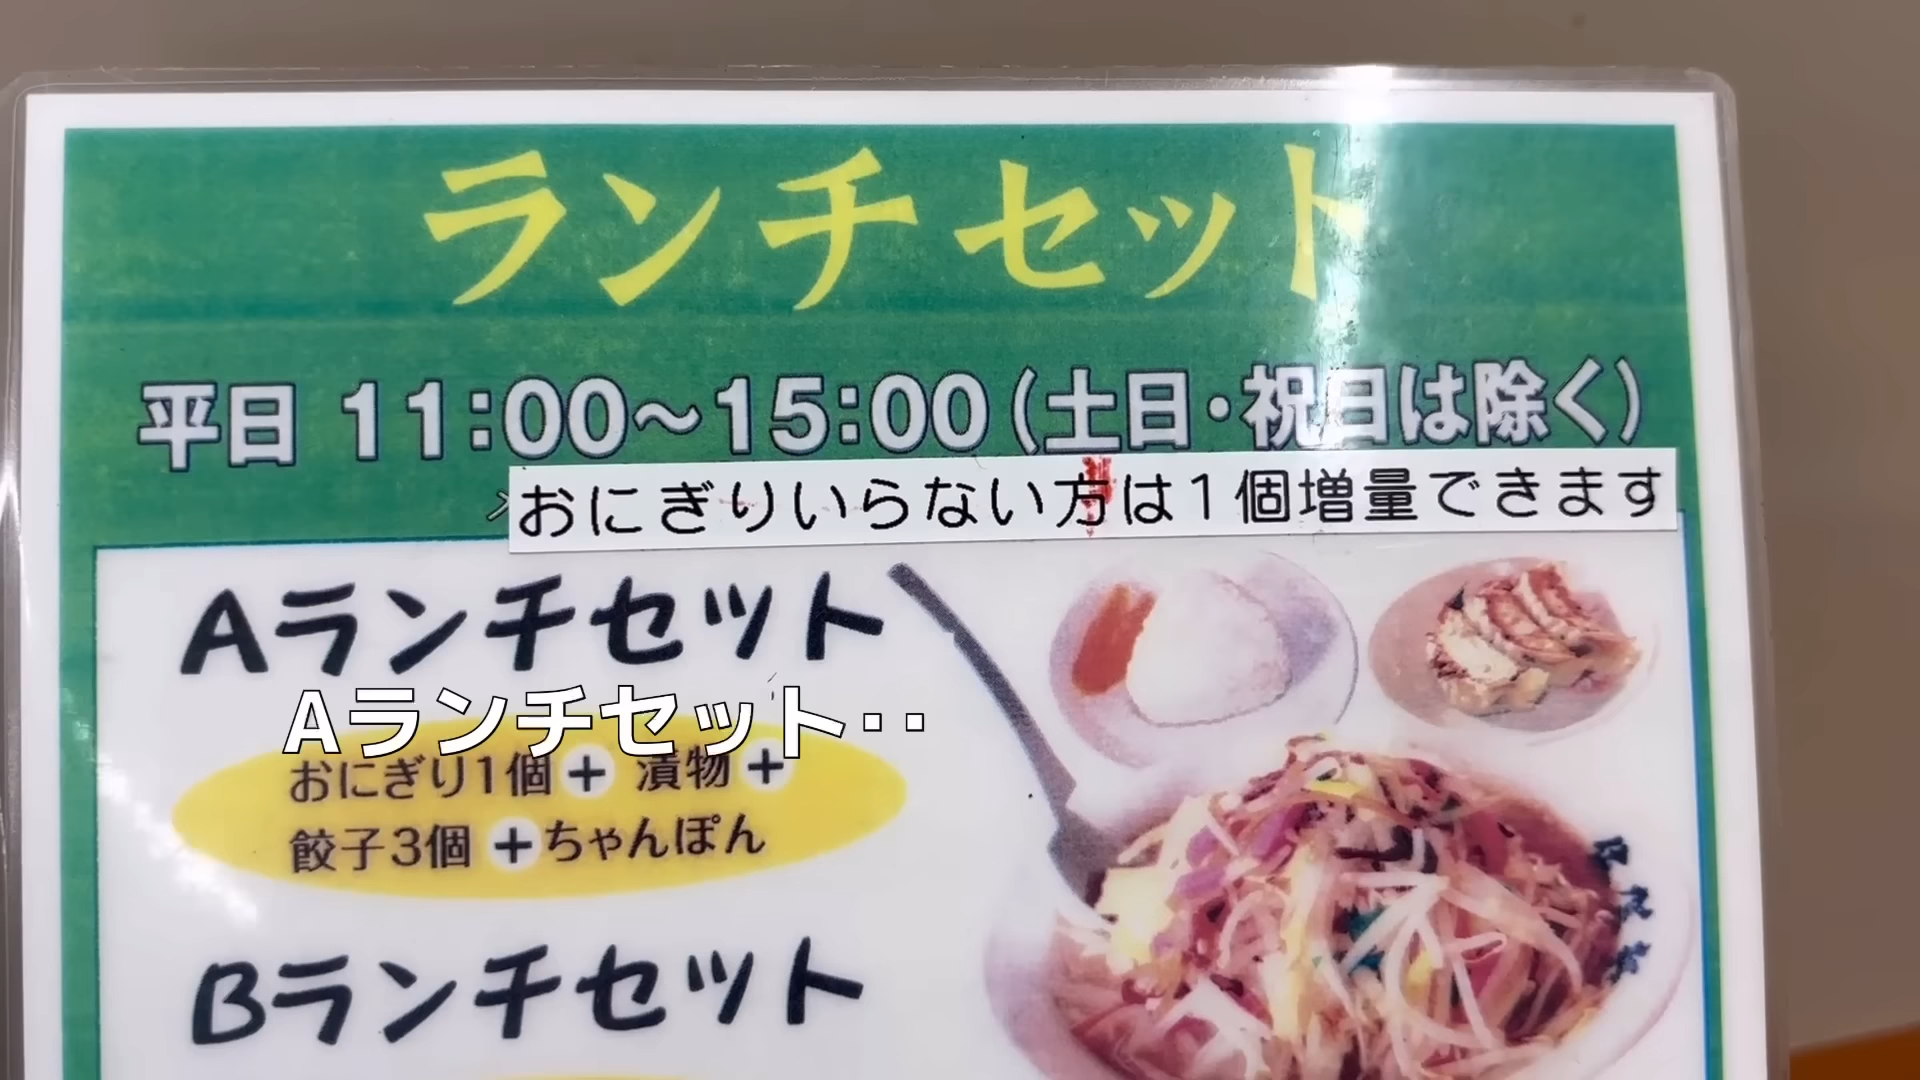 ランチセット
平日 11:00～15:00(土日・祝日は除く)
おにぎりいらない方は1個増量できます
Aランチセット
Aランチセット‥
おにぎり1個+ 漬物+
餃子3個+ちゃんぽん
Bランチセット